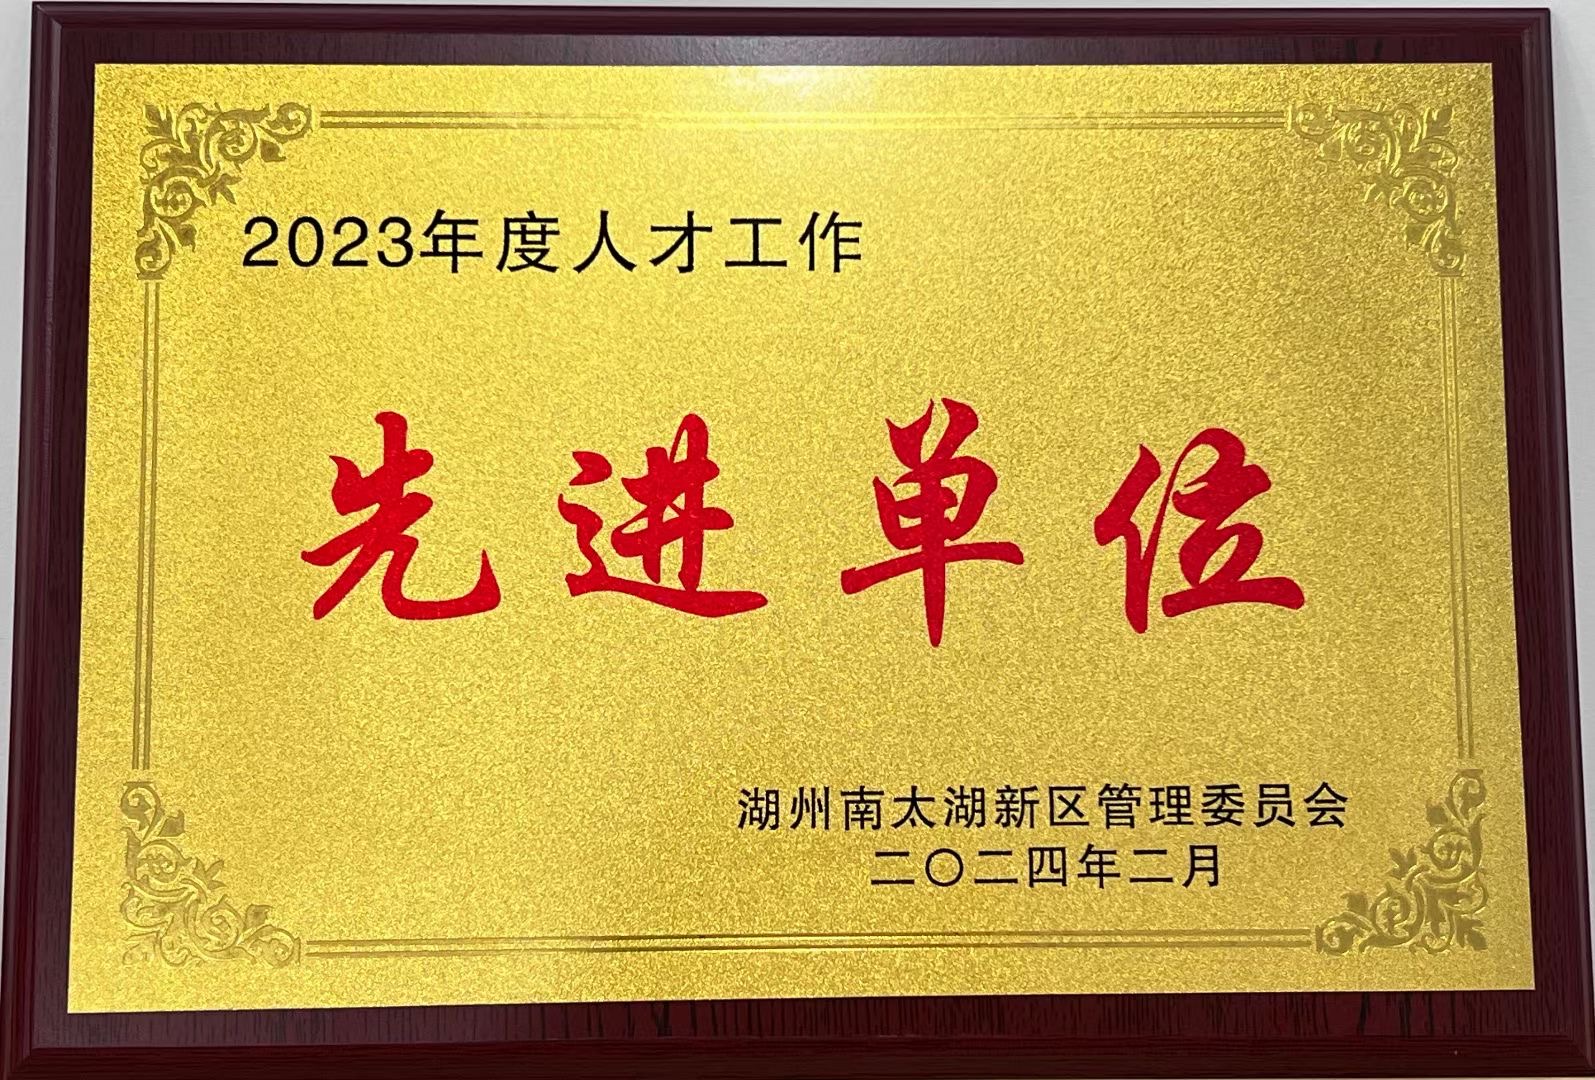 2023年度人才工作
先进单位
湖州南太湖新区管理委员会
二〇二四年二月